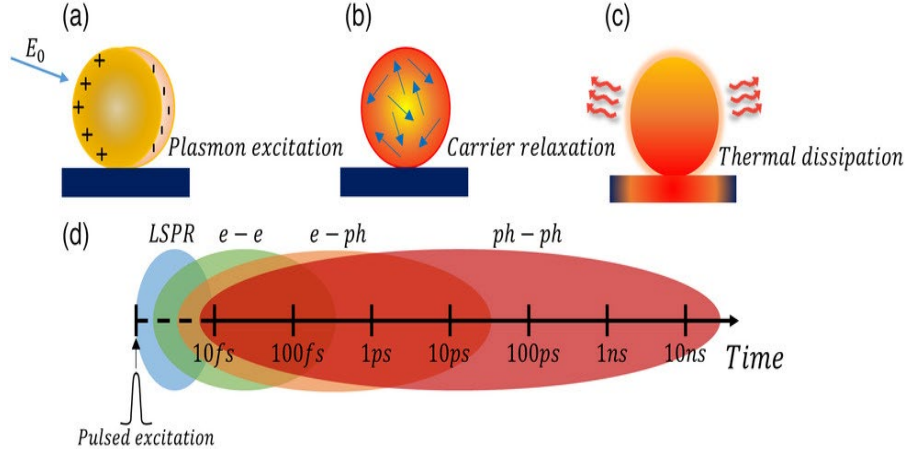 (a)
E₀
+ + + + + +
- - - - - -
Plasmon excitation
(b)
Carrier relaxation
(c)
Thermal dissipation
(d)
LSPR e – e e – ph ph – ph
10fs 100fs 1ps 10ps 100ps 1ns 10ns Time
Pulsed excitation